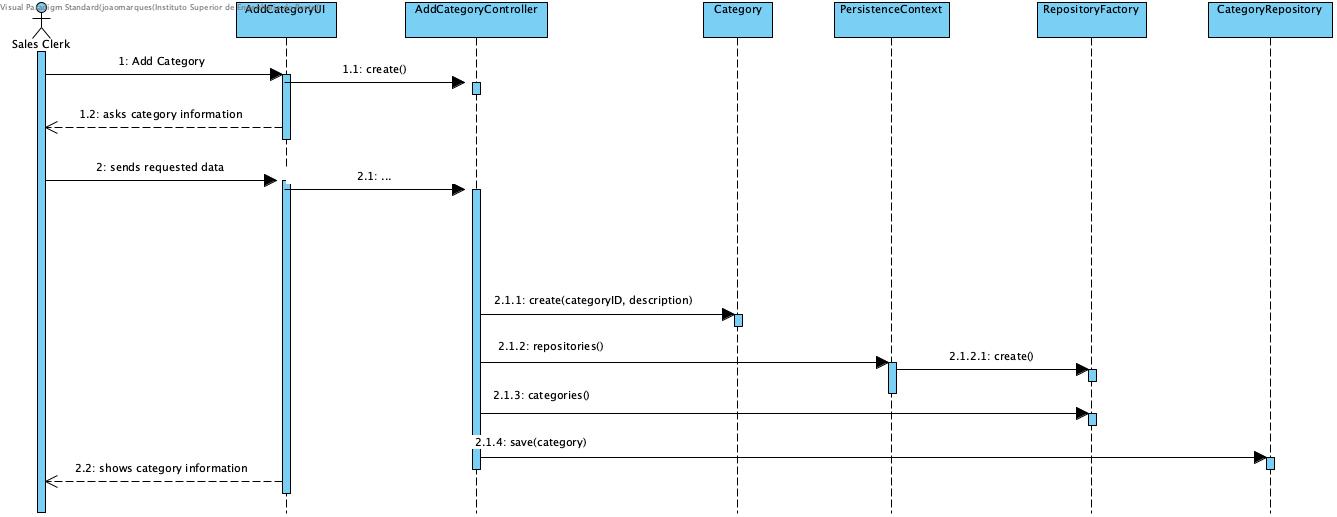 Visual Paradigm Standard(joaomarques(Instituto Superior de
AddCategoryUI
AddCategoryController
Category
PersistenceContext
RepositoryFactory
CategoryRepository
Sales Clerk
1: Add Category
1.1: create()
1.2: asks category information
2: sends requested data
2.1: ...
2.1.1: create(categoryID, description)
2.1.2: repositories()
2.1.2.1: create()
2.1.3: categories()
2.1.4: save(category)
2.2: shows category information